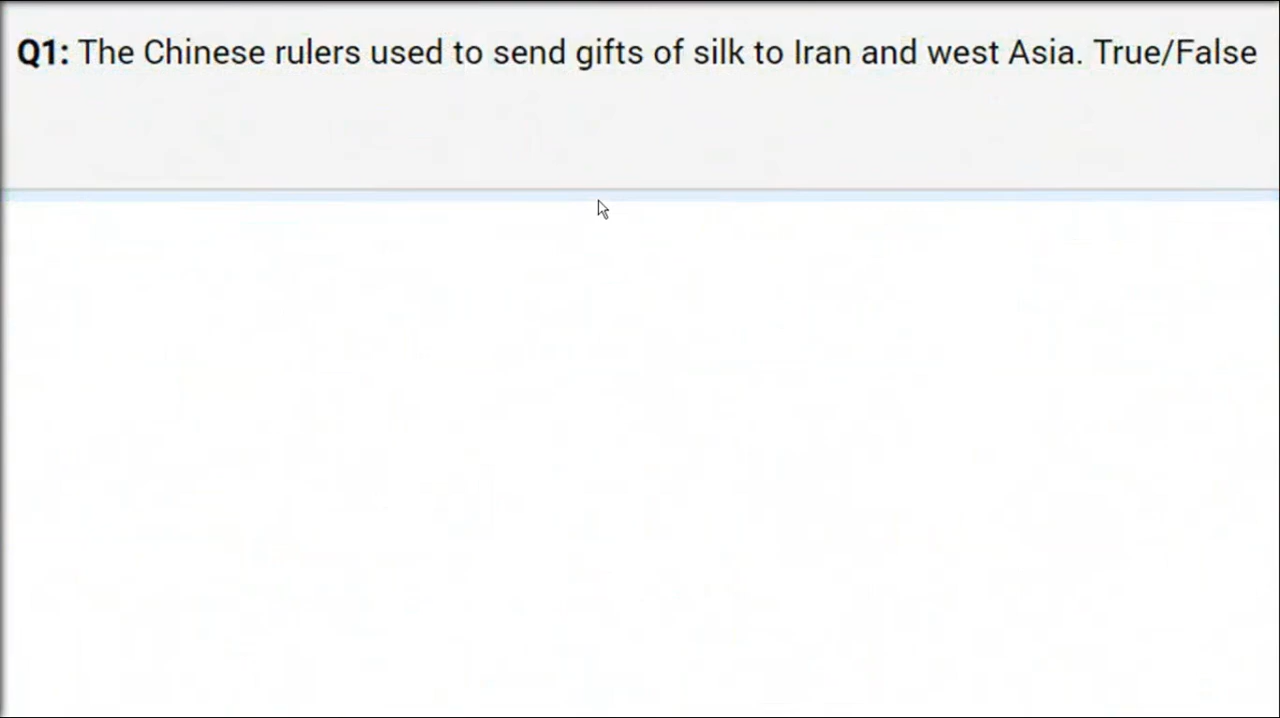 Q1: The Chinese rulers used to send gifts of silk to Iran and west Asia. True/False